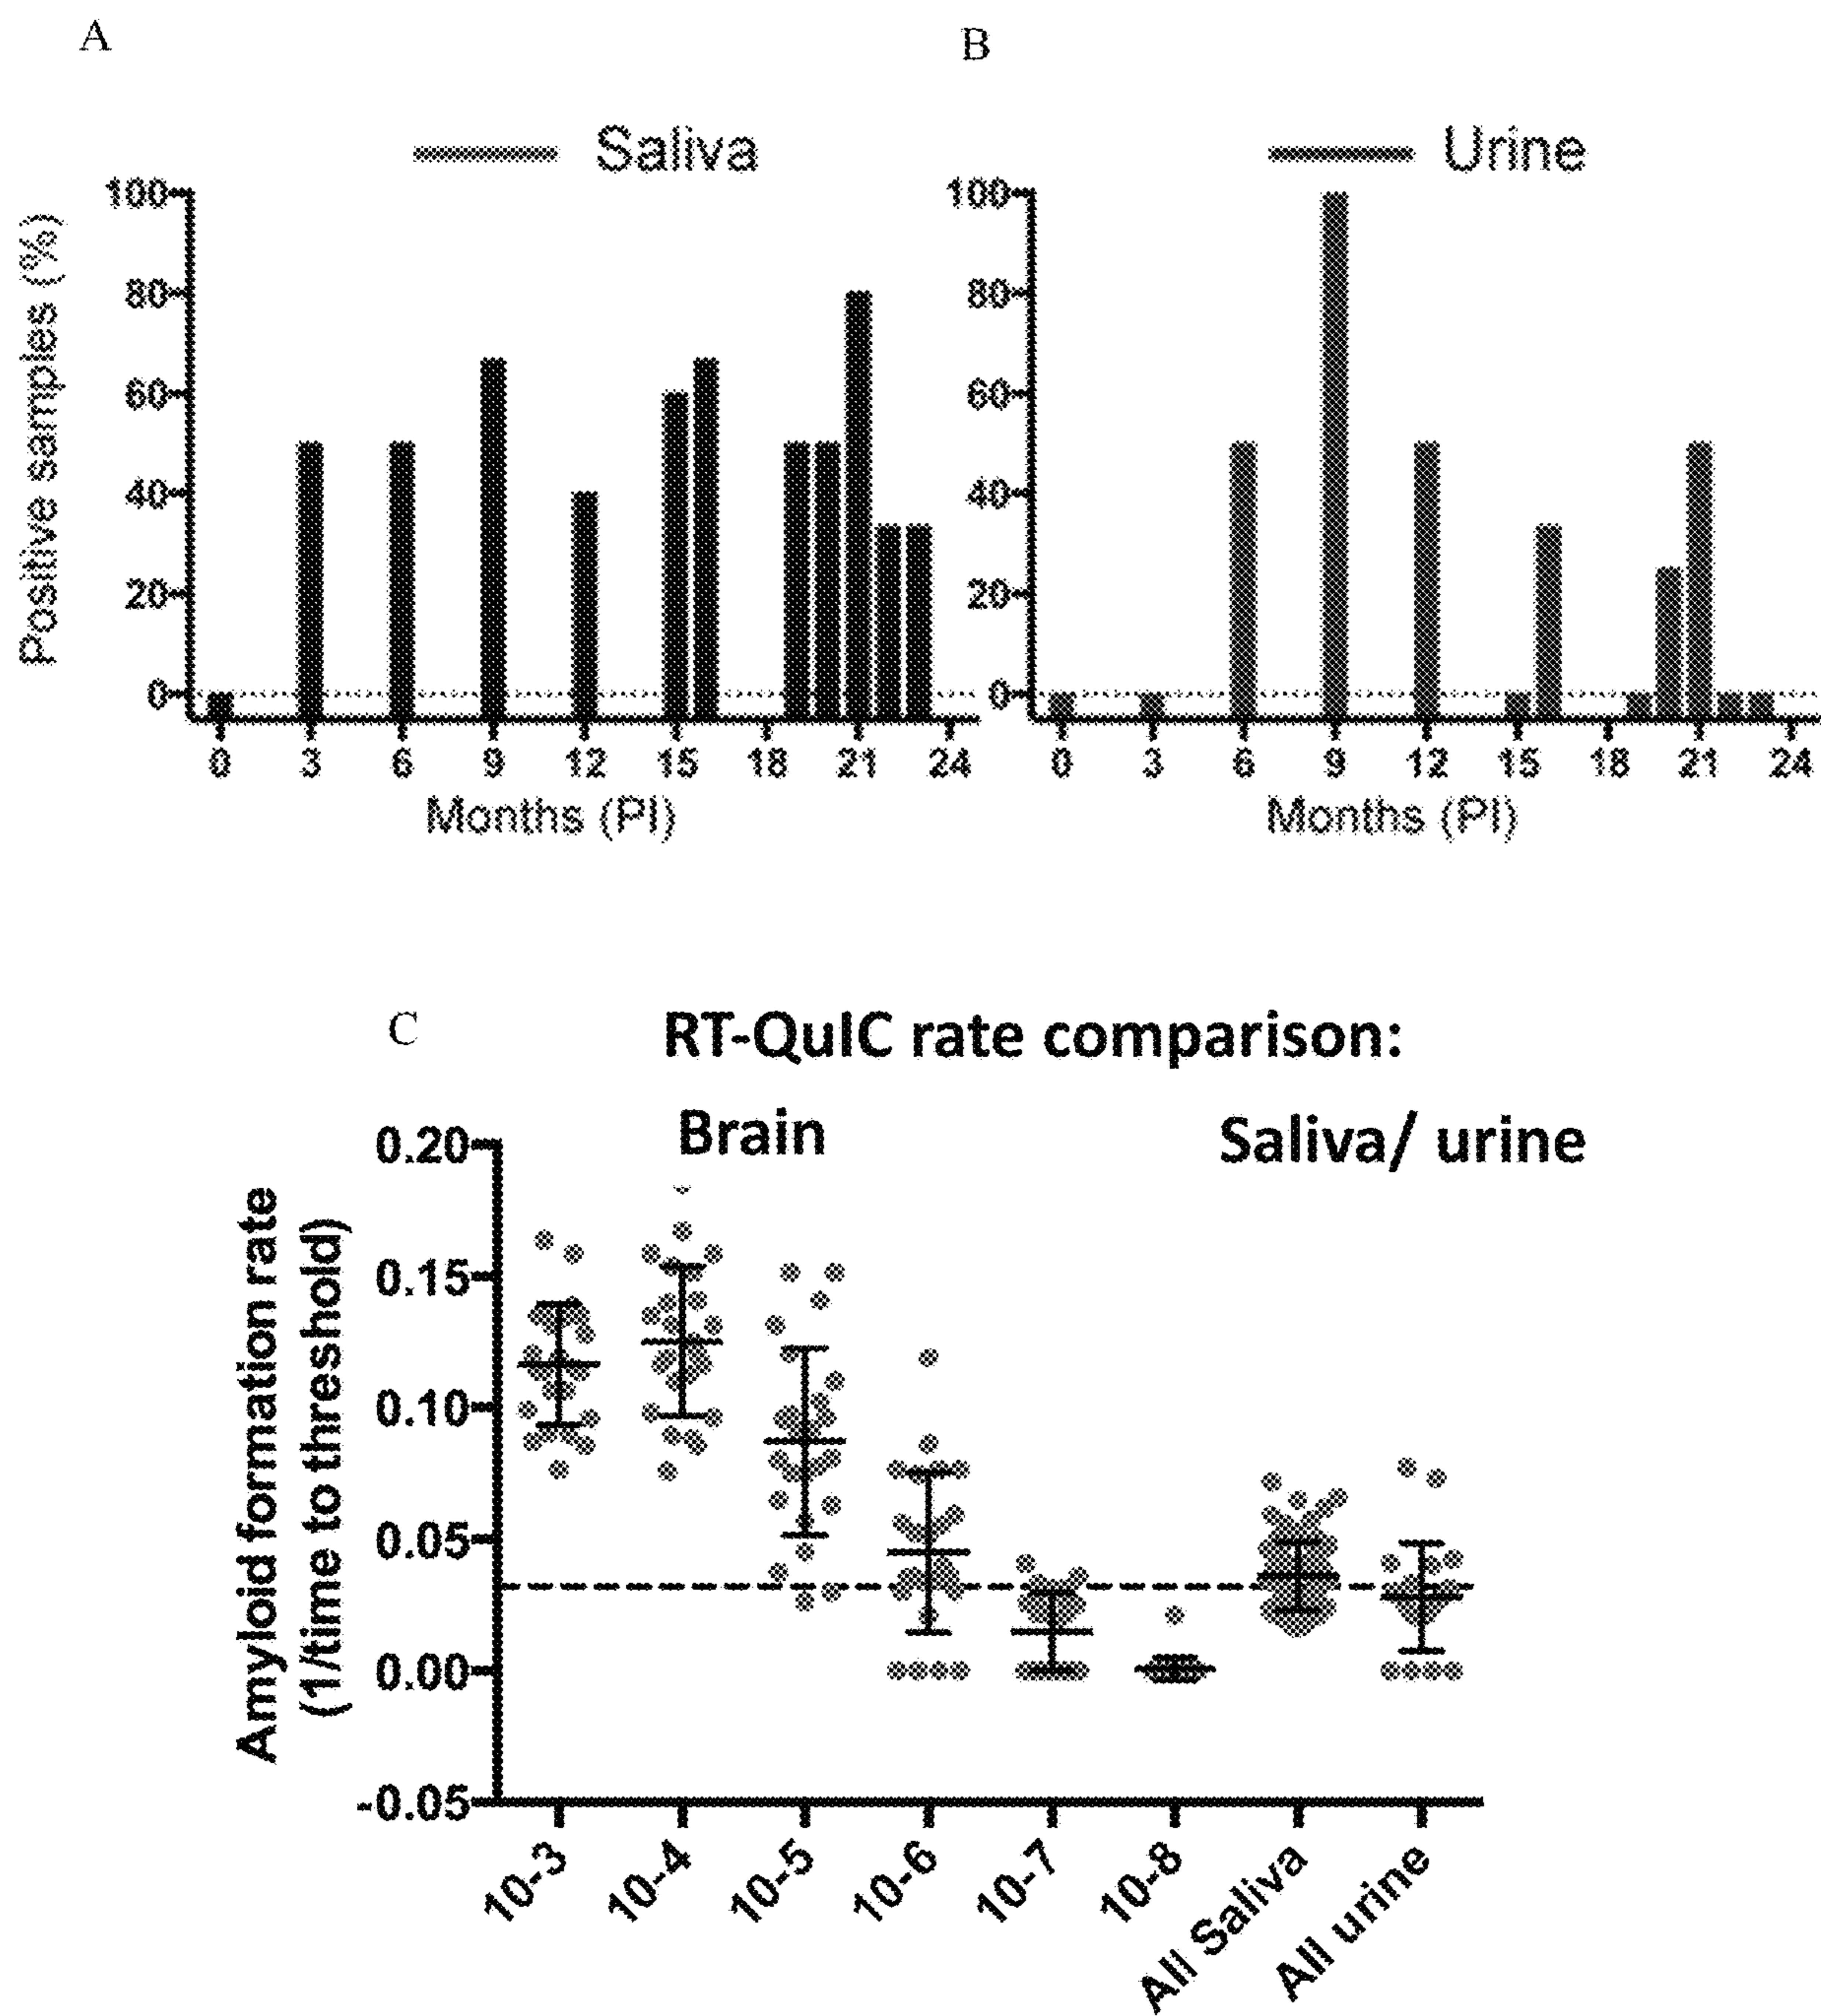 A
B
Saliva
Urine
Positive samples (%)
100
80
60
40
20
0
0 3 6 9 12 15 18 21 24
Months (PI)
100
80
60
40
20
0
0 3 6 9 12 15 18 21 24
Months (PI)
C
RT-QuIC rate comparison:
Brain
Saliva/ urine
Amyloid formation rate
(1/time to threshold)
0.20
0.15
0.10
0.05
0.00
-0.05
10-3
10-4
10-5
10-6
10-7
10-8
All Saliva
All urine